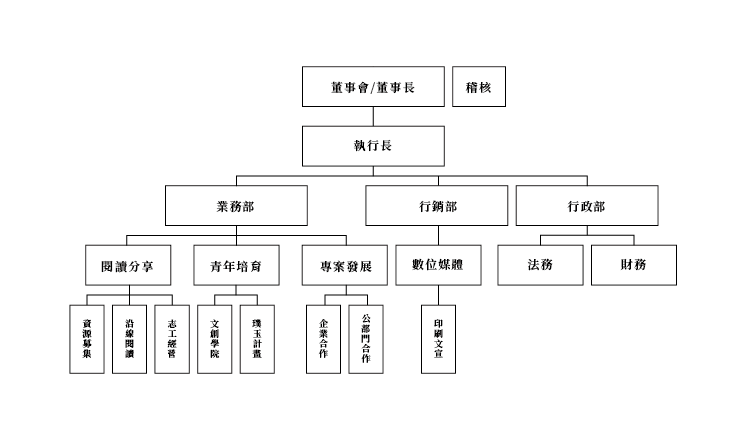 董事會/董事長
稽核
執行長
業務部
行銷部
行政部
閱讀分享
青年培育
專案發展
數位媒體
法務
財務
資源募集
沿線閱讀
志工經營
文創學院
璞玉計畫
企業合作
公部門合作
印刷文宣